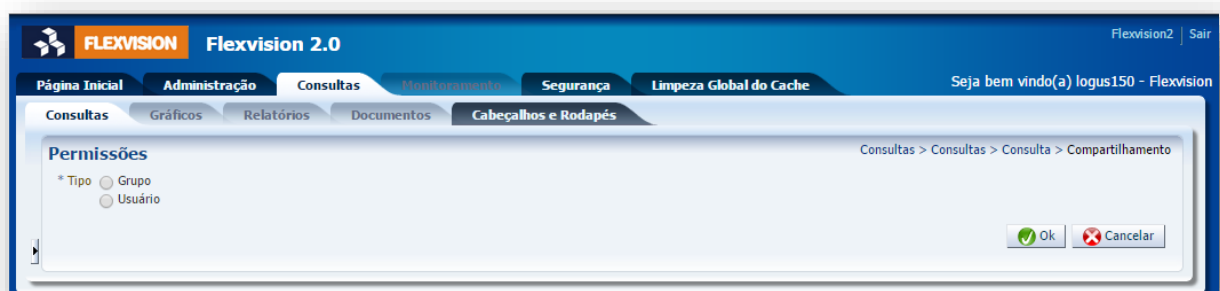 Flexvision2 | Sair
FLEXVISION Flexvision 2.0
Página Inicial Administração Consultas Monitoramento Segurança Limpeza Global do Cache Seja bem vindo(a) logus150 - Flexvision
Consultas Gráficos Relatórios Documentos Cabeçalhos e Rodapés
Permissões Consultas > Consultas > Consulta > Compartilhamento
* Tipo Grupo
Usuário
Ok Cancelar